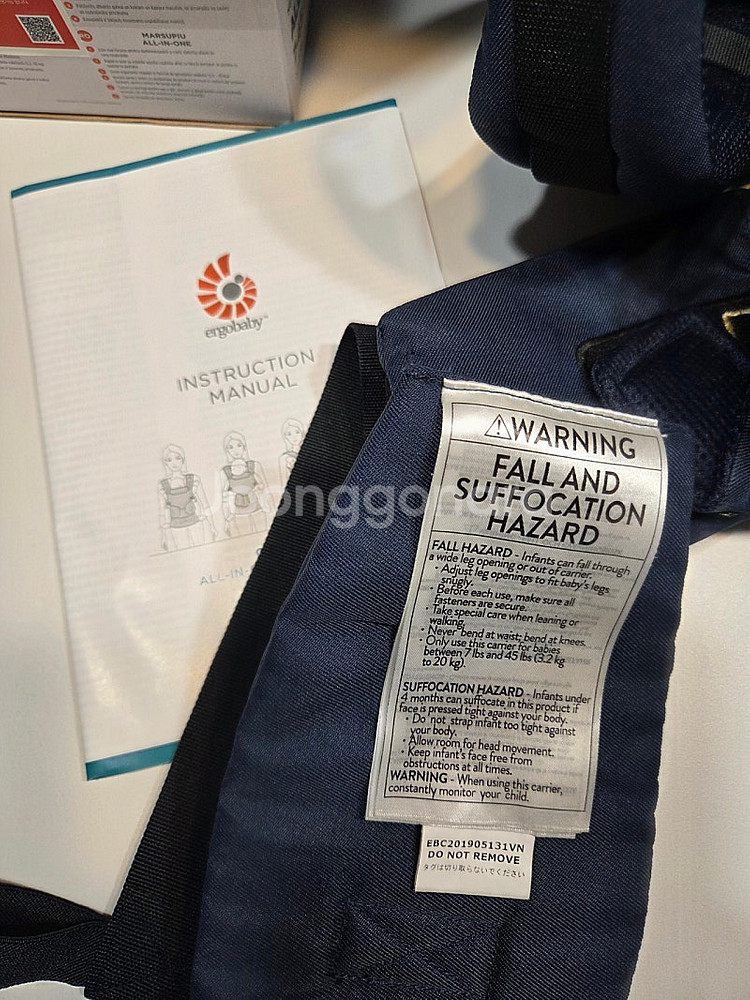 MARSUPIU
ALL-IN-ONE
ergobaby
INSTRUCTION
MANUAL
ALL-IN-
WARNING
FALL AND
SUFFOCATION
HAZARD
FALL HAZARD - Infants can fall through
a wide leg opening or out of carrier.
• Adjust leg openings to fit baby's legs
snugly.
• Before each use, make sure all
fasteners are secure.
• Take special care when leaning or
walking.
• Never bend at waist; bend at knees.
• Only use this carrier for babies
between 7 lbs and 45 lbs (3.2 kg
to 20 kg).
SUFFOCATION HAZARD - Infants under
4 months can suffocate in this product if
face is pressed tight against your body.
• Do not strap infant too tight against
your body.
• Allow room for head movement.
• Keep infant's face free from
obstructions at all times.
WARNING - When using this carrier,
constantly monitor your child.
EBC201905131VN
DO NOT REMOVE
タグは切り取らないでください